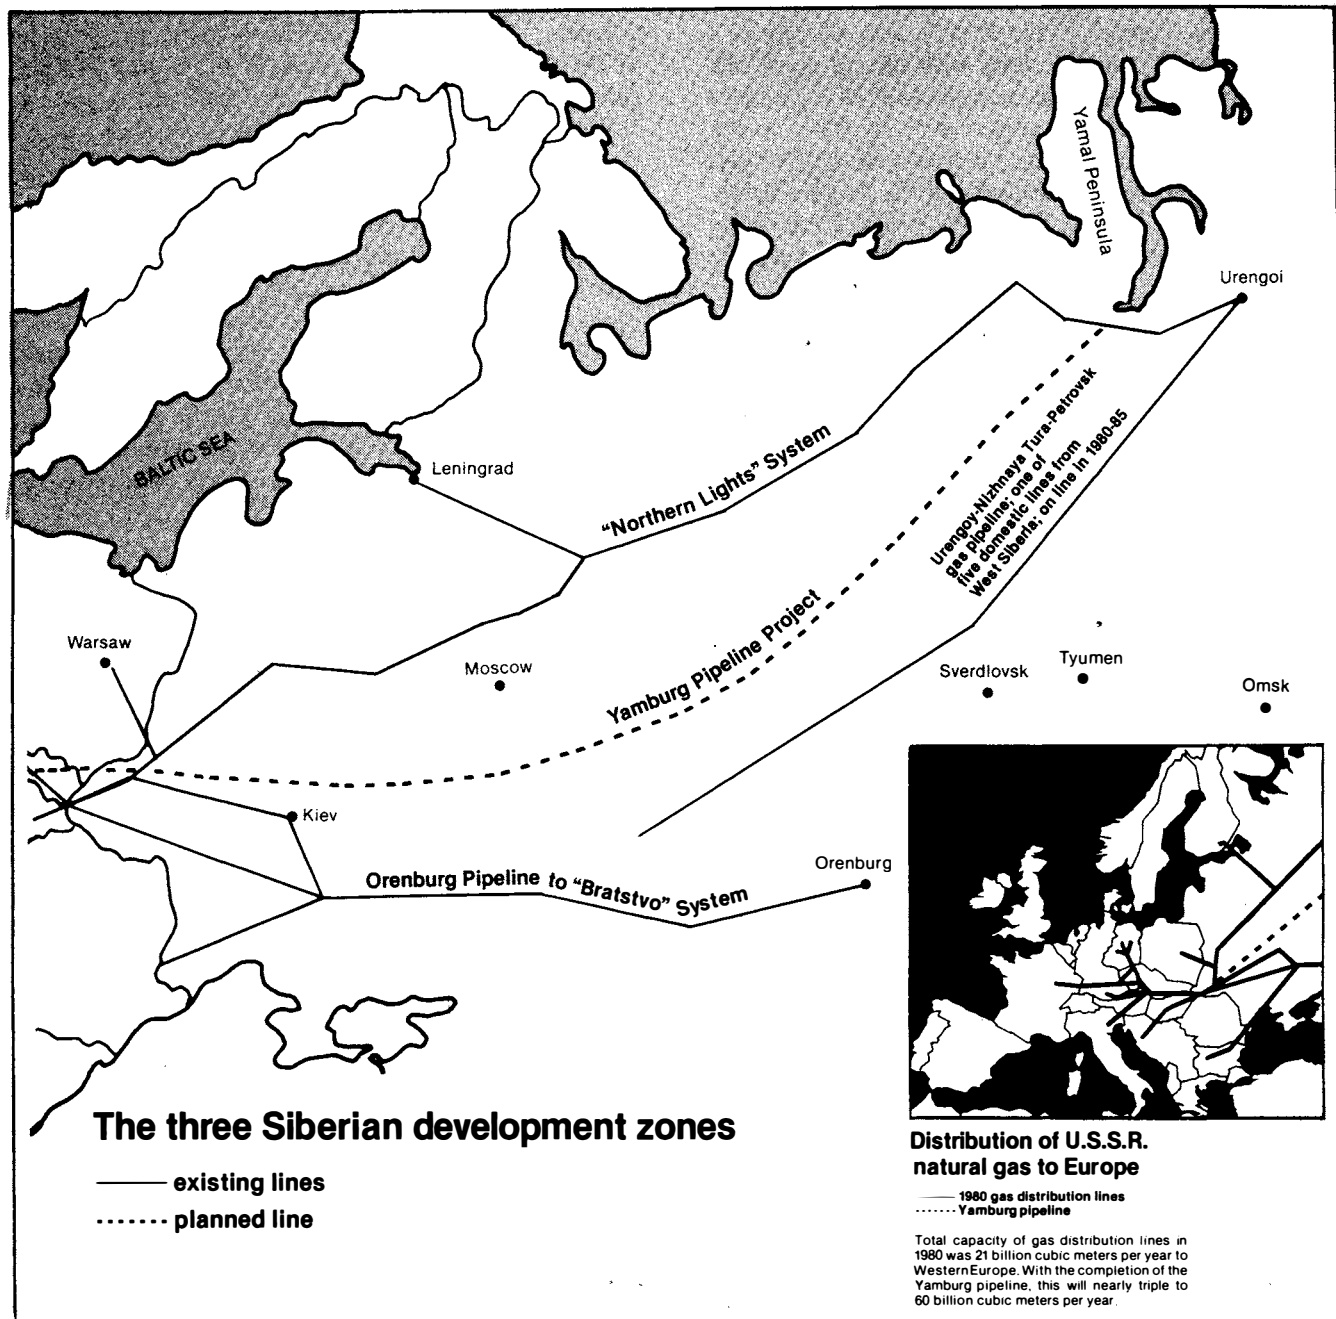 Yamal Peninsula
Urengoi
BALTIC SEA
Leningrad
“Northern Lights” System
Urengoy-Nizhnaya Tura-Petrovsk
gas pipeline; one of
five domestic lines from
West Siberia; on line in 1980-85
Warsaw
Moscow
Yamburg Pipeline Project
Sverdlovsk
Tyumen
Omsk
Kiev
Orenburg Pipeline to “Bratstvo” System
Orenburg
The three Siberian development zones
existing lines
planned line
Distribution of U.S.S.R.
natural gas to Europe
1980 gas distribution lines
Yamburg pipeline
Total capacity of gas distribution lines in
1980 was 21 billion cubic meters per year to
Western Europe. With the completion of the
Yamburg pipeline, this will nearly triple to
60 billion cubic meters per year.